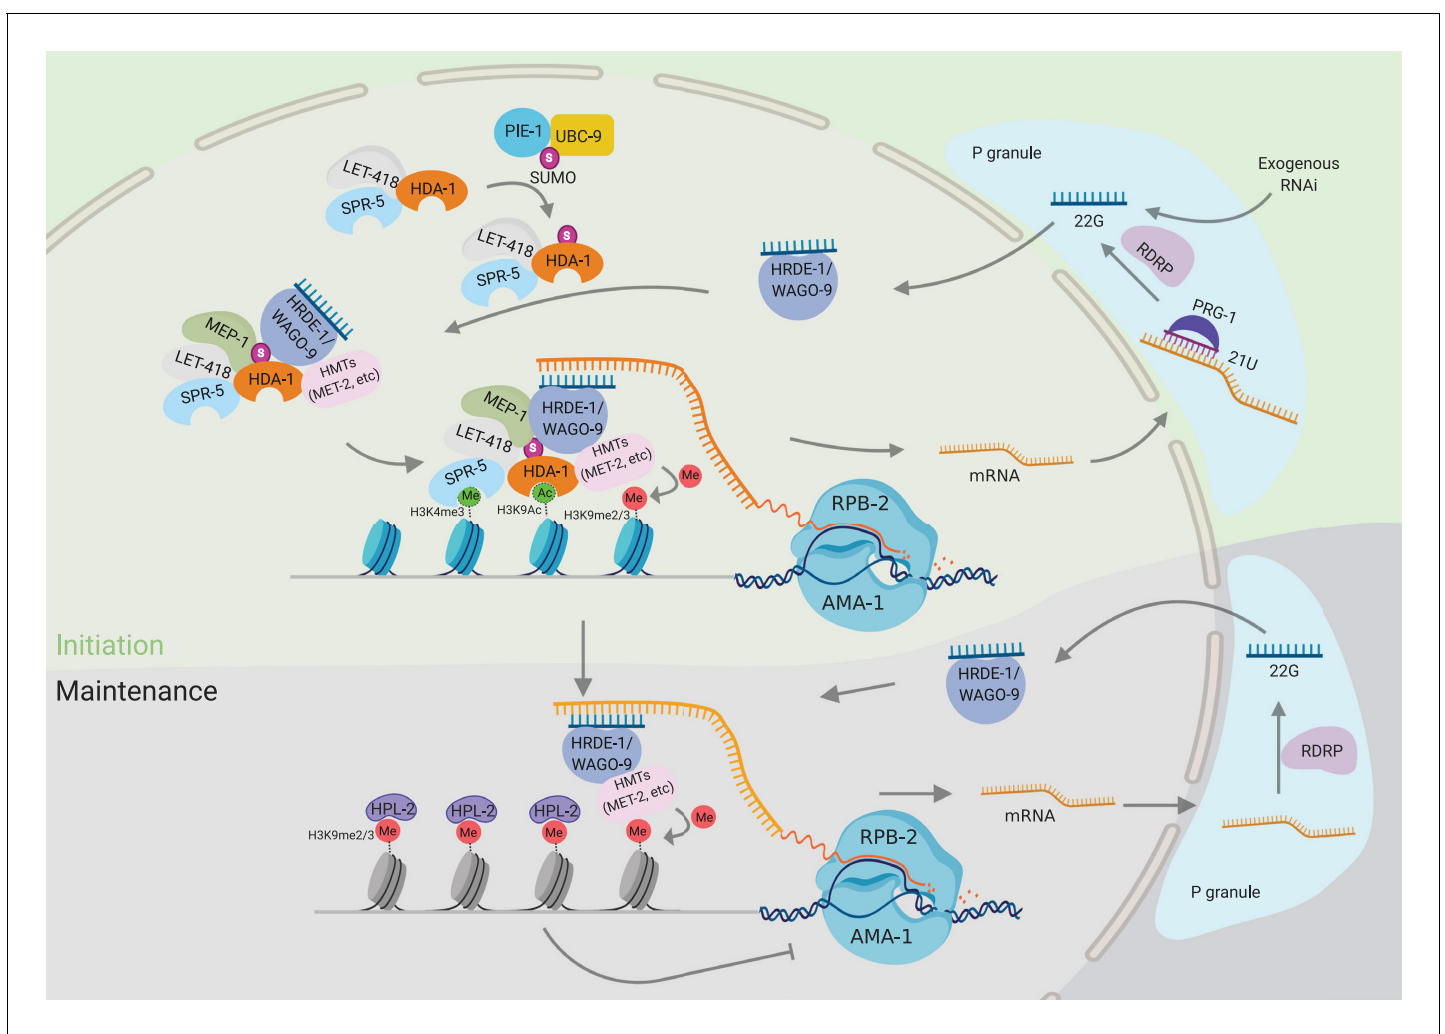 PIE-1
UBC-9
S
SUMO
LET-418
HDA-1
SPR-5
S
LET-418
HDA-1
SPR-5
P granule
Exogenous
RNAi
22G
RDRP
PRG-1
21U
HRDE-1/
WAGO-9
HRDE-1/
WAGO-9
MEP-1
S
LET-418
HDA-1
SPR-5
HMTs
(MET-2, etc)
MEP-1
HRDE-1/
WAGO-9
LET-418
S
HMTs
(MET-2, etc)
SPR-5
HDA-1
Me
Me
Ac
Me
H3K4me3
H3K9Ac
H3K9me2/3
mRNA
RPB-2
AMA-1
Initiation
Maintenance
HRDE-1/
WAGO-9
22G
RDRP
HRDE-1/
WAGO-9
HMTs
(MET-2, etc)
HPL-2
HPL-2
HPL-2
H3K9me2/3
Me
Me
Me
Me
Me
mRNA
RPB-2
AMA-1
P granule